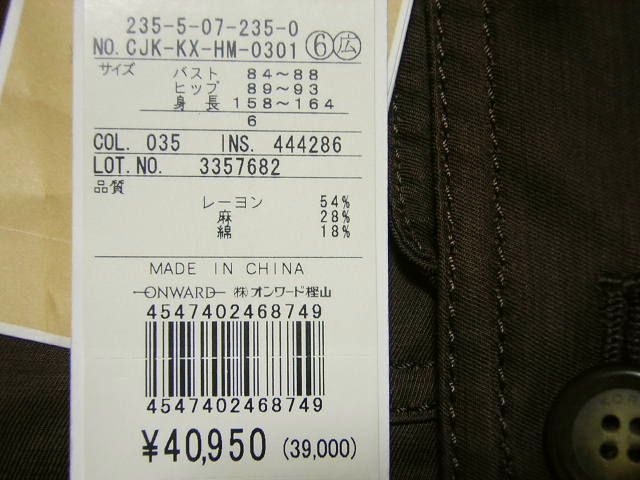 235-5-07-235-0
NO. CJK-KX-HM-0301 ⑥ 広
サイズ バスト 84～88
ヒップ 89～93
身長 158～164
6
COL. 035 INS. 444286
LOT. NO. 3357682
品質
レーヨン 54%
麻 28%
綿 18%
MADE IN CHINA
ONWARD ㈱オンワード樫山
4547402468749
4547402468749
¥40,950 (39,000)